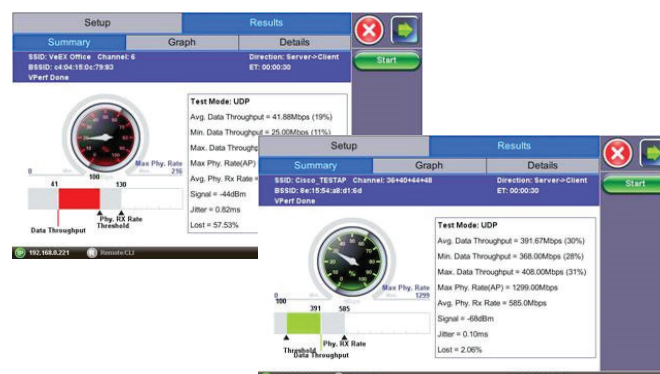 Setup Results
Summary Graph Details
SSID: VeEX Office Channel: 6 Direction: Server->Client
BSSID: c4:04:15:0c:79:93 ET: 00:00:30
VPerf Done
Start
Test Mode: UDP
Avg. Data Throughput = 41.88Mbps (19%)
Min. Data Throughput = 25.00Mbps (11%)
Max. Data
Max Phy. Rate(AP)
Avg. Phy. Rx Rate =
Signal = -44dBm
Jitter = 0.82ms
Lost = 57.53%
Max Phy. Rate
0 216
100
41 130
Phy. RX Rate
Threshold
Data Throughput
IP 192.168.0.221 R Remote:CLI
Setup Results
Summary Graph Details
SSID: Cisco_TESTAP Channel: 36+40+44+48 Direction: Server->Client
BSSID: 8e:15:54:a8:d1:6d ET: 00:00:30
VPerf Done
Start
Test Mode: UDP
Avg. Data Throughput = 391.67Mbps (30%)
Min. Data Throughput = 368.00Mbps (28%)
Max. Data Throughput = 408.00Mbps (31%)
Max Phy. Rate(AP) = 1299.00Mbps
Avg. Phy. Rx Rate = 585.0Mbps
Signal = -68dBm
Jitter = 0.10ms
Lost = 2.06%
Max Phy. Rate
0 1299
100
391 585
Phy. RX Rate
Threshold
Data Throughput